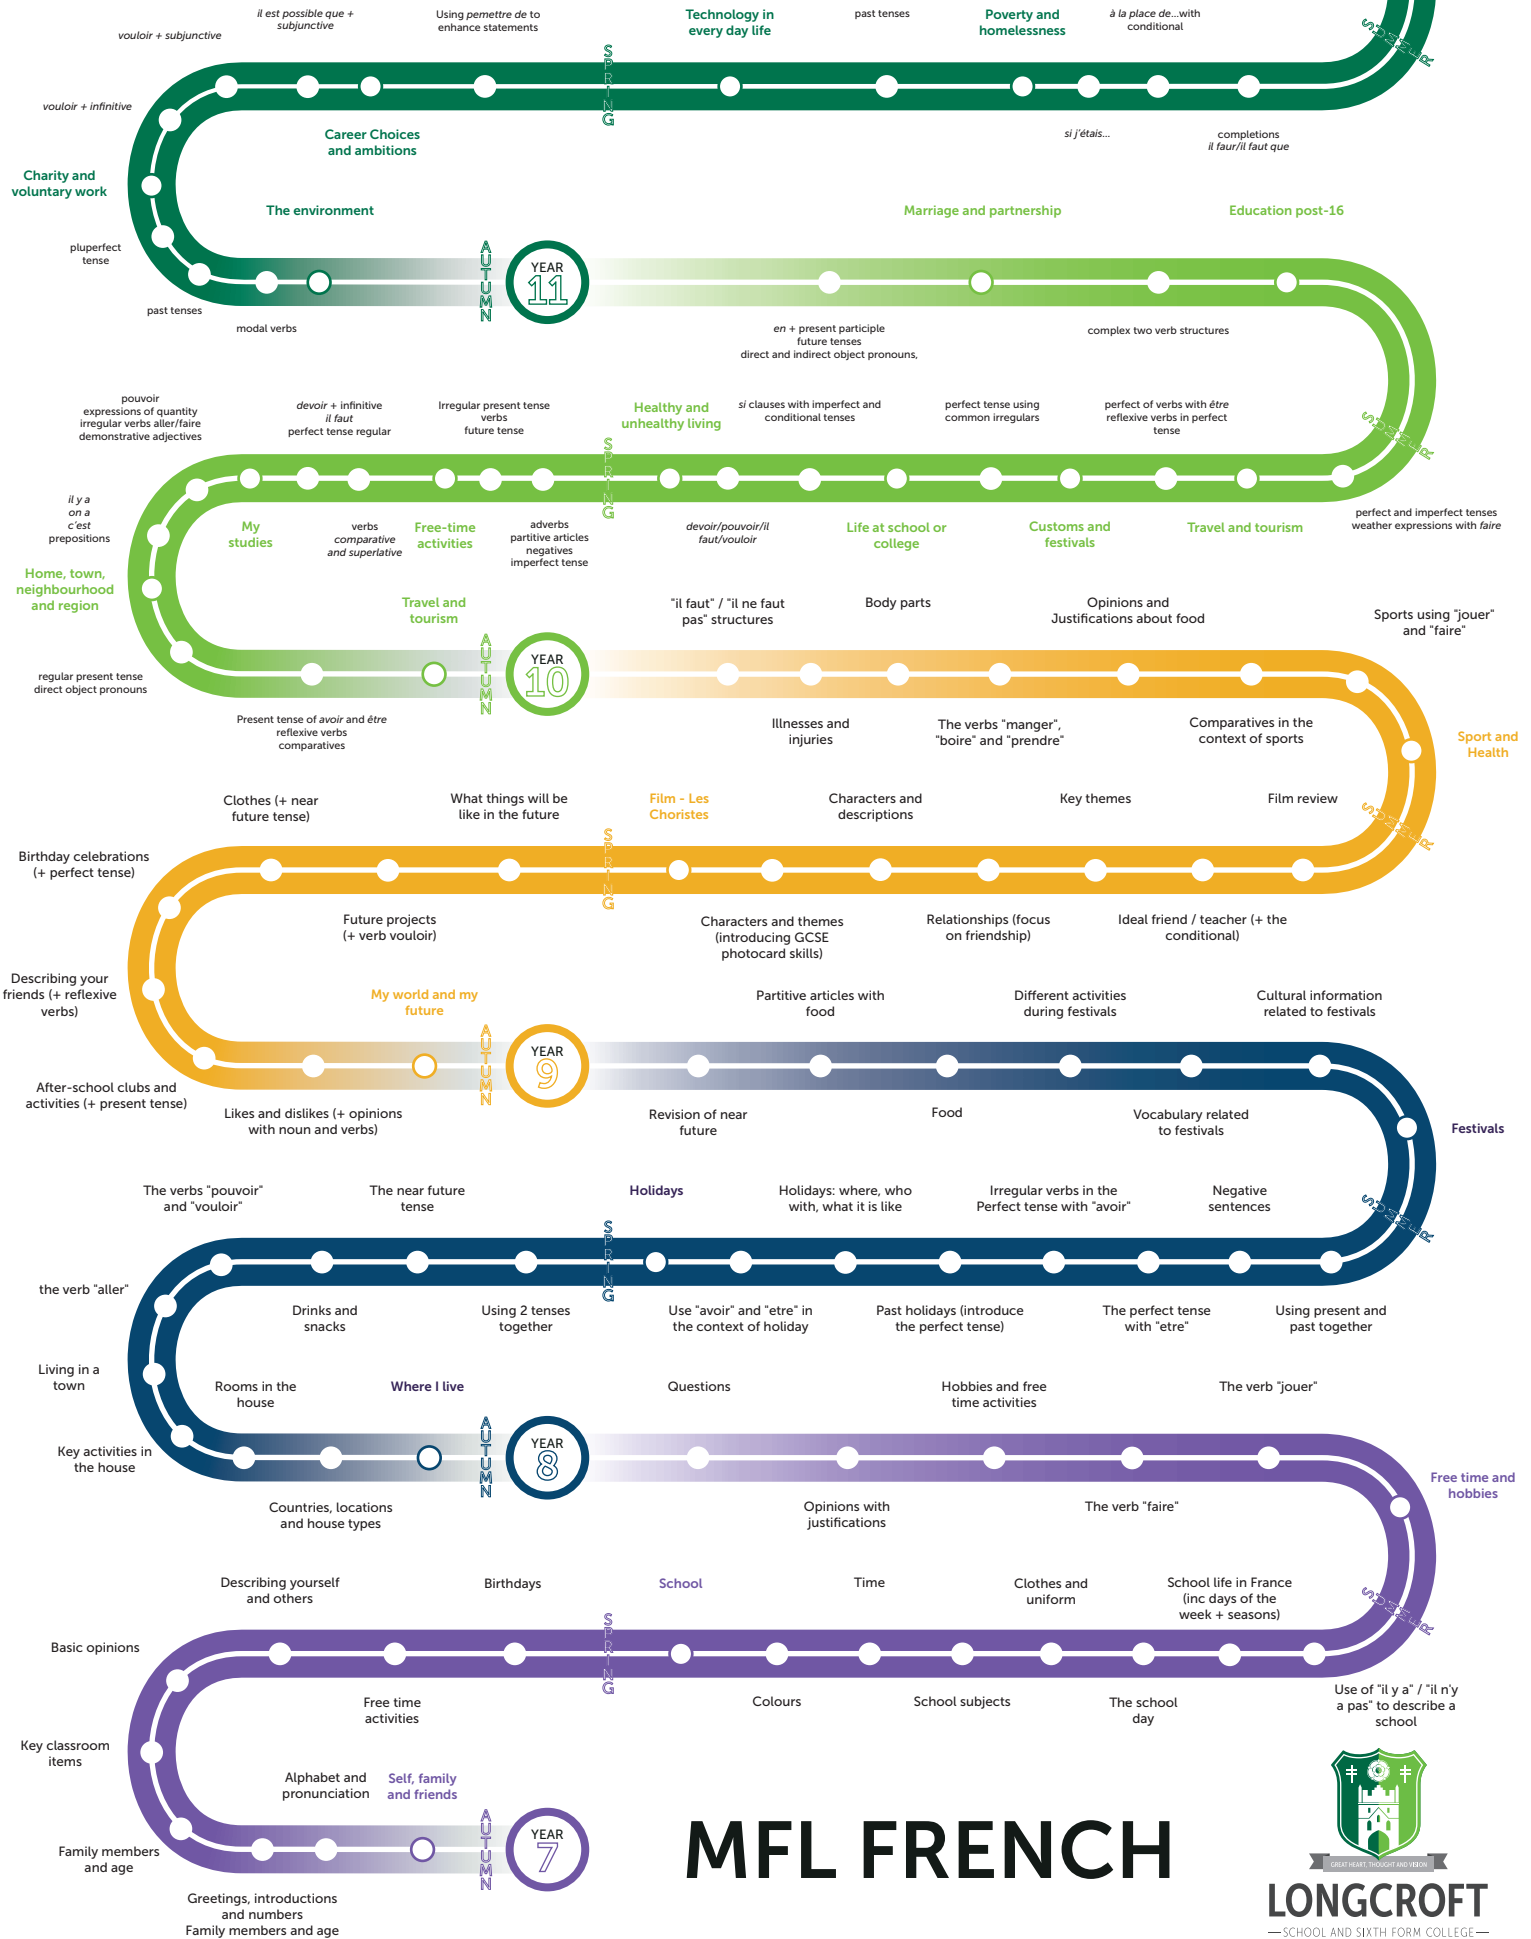 il est possible que +
subjunctive
Using pemettre de to
enhance statements
Technology in
every day life
past tenses
Poverty and
homelessness
à la place de...with
conditional
vouloir + subjunctive
SUMMER
SPRING
vouloir + infinitive
Career Choices
and ambitions
si j'étais...
completions
il faur/il faut que
Charity and
voluntary work
The environment
Marriage and partnership
Education post-16
pluperfect
tense
AUTUMN
YEAR
11
past tenses
modal verbs
en + present participle
future tenses
direct and indirect object pronouns,
complex two verb structures
pouvoir
expressions of quantity
irregular verbs aller/faire
demonstrative adjectives
devoir + infinitive
il faut
perfect tense regular
Irregular present tense
verbs
future tense
Healthy and
unhealthy living
si clauses with imperfect and
conditional tenses
perfect tense using
common irregulars
perfect of verbs with être
reflexive verbs in perfect
tense
SUMMER
SPRING
il y a
on a
c'est
prepositions
My
studies
verbs
comparative
and superlative
Free-time
activities
adverbs
partitive articles
negatives
imperfect tense
devoir/pouvoir/il
faut/vouloir
Life at school or
college
Customs and
festivals
Travel and tourism
perfect and imperfect tenses
weather expressions with faire
Home, town,
neighbourhood
and region
Travel and
tourism
"il faut" / "il ne faut
pas" structures
Body parts
Opinions and
Justifications about food
Sports using "jouer"
and "faire"
AUTUMN
YEAR
10
regular present tense
direct object pronouns
Present tense of avoir and être
reflexive verbs
comparatives
Illnesses and
injuries
The verbs "manger",
"boire" and "prendre"
Comparatives in the
context of sports
Sport and
Health
Clothes (+ near
future tense)
What things will be
like in the future
Film - Les
Choristes
Characters and
descriptions
Key themes
Film review
SUMMER
SPRING
Birthday celebrations
(+ perfect tense)
Future projects
(+ verb vouloir)
Characters and themes
(introducing GCSE
photocard skills)
Relationships (focus
on friendship)
Ideal friend / teacher (+ the
conditional)
Describing your
friends (+ reflexive
verbs)
My world and my
future
Partitive articles with
food
Different activities
during festivals
Cultural information
related to festivals
AUTUMN
YEAR
9
After-school clubs and
activities (+ present tense)
Likes and dislikes (+ opinions
with noun and verbs)
Revision of near
future
Food
Vocabulary related
to festivals
Festivals
The verbs "pouvoir"
and "vouloir"
The near future
tense
Holidays
Holidays: where, who
with, what it is like
Irregular verbs in the
Perfect tense with "avoir"
Negative
sentences
SUMMER
SPRING
the verb "aller"
Drinks and
snacks
Using 2 tenses
together
Use "avoir" and "etre" in
the context of holiday
Past holidays (introduce
the perfect tense)
The perfect tense
with "etre"
Using present and
past together
Living in a
town
Rooms in the
house
Where I live
Questions
Hobbies and free
time activities
The verb "jouer"
AUTUMN
YEAR
8
Key activities in
the house
Countries, locations
and house types
Opinions with
justifications
The verb "faire"
Free time and
hobbies
Describing yourself
and others
Birthdays
School
Time
Clothes and
uniform
School life in France
(inc days of the
week + seasons)
SUMMER
SPRING
Basic opinions
Free time
activities
Colours
School subjects
The school
day
Use of "il y a" / "il n'y
a pas" to describe a
school
Key classroom
items
Alphabet and
pronunciation
Self, family
and friends
AUTUMN
YEAR
7
Family members
and age
Greetings, introductions
and numbers
Family members and age
MFL FRENCH
GREAT HEART, THOUGHT AND VISION
LONGCROFT
SCHOOL AND SIXTH FORM COLLEGE